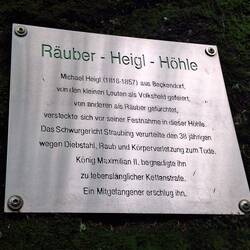 Räuber - Heigl - Höhle
Michael Heigl (1816-1857) aus Beckendorf,
von den kleinen Leuten als Volksheld gefeiert,
von anderen als Räuber gefürchtet,
versteckte sich vor seiner Festnahme in dieser Höhle.
Das Schwurgericht Straubing verurteilte den 38 jährigen
wegen Diebstahl, Raub und Körperverletzung zum Tode.
König Maximilian II. begnadigte ihn
zu lebenslänglicher Kettenstrafe.
Ein Mitgefangener erschlug ihn.